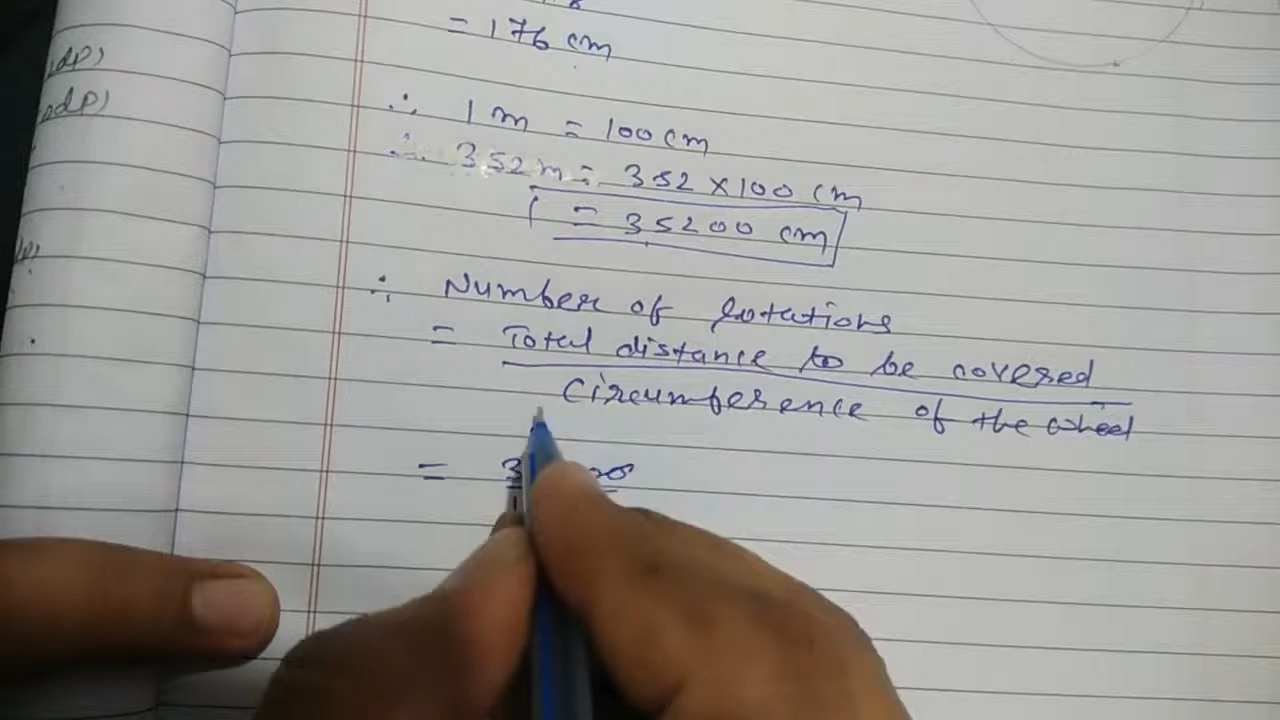 = 176 cm
∴ 1 m = 100 cm
∴ 352 m = 352 × 100 cm
= 35200 cm
∴ Number of rotations
= Total distance to be covered
Circumference of the wheel
=